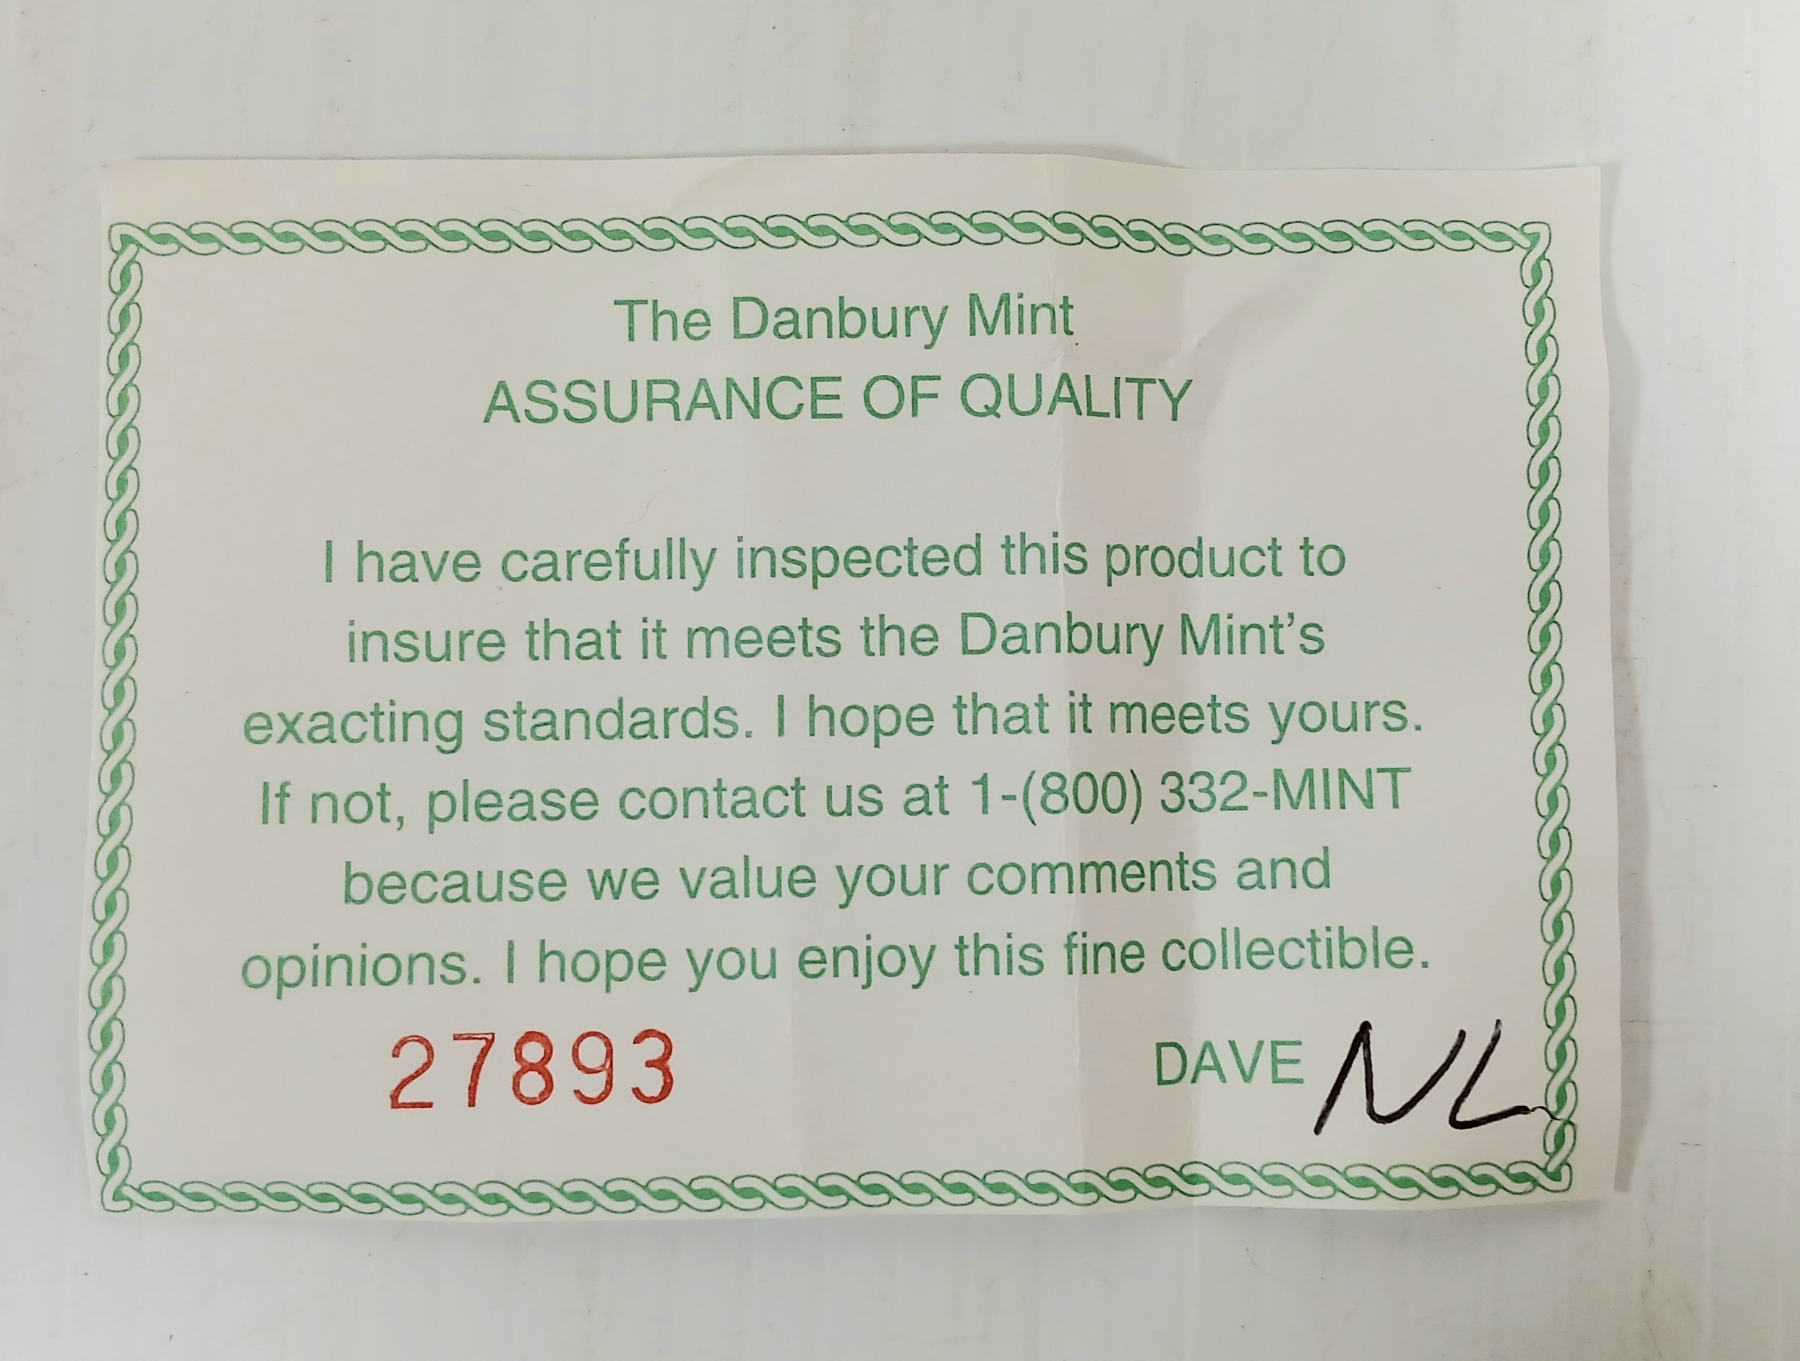 The Danbury Mint
ASSURANCE OF QUALITY
I have carefully inspected this product to
insure that it meets the Danbury Mint's
exacting standards. I hope that it meets yours.
If not, please contact us at 1-(800) 332-MINT
because we value your comments and
opinions. I hope you enjoy this fine collectible.
27893 DAVE NL